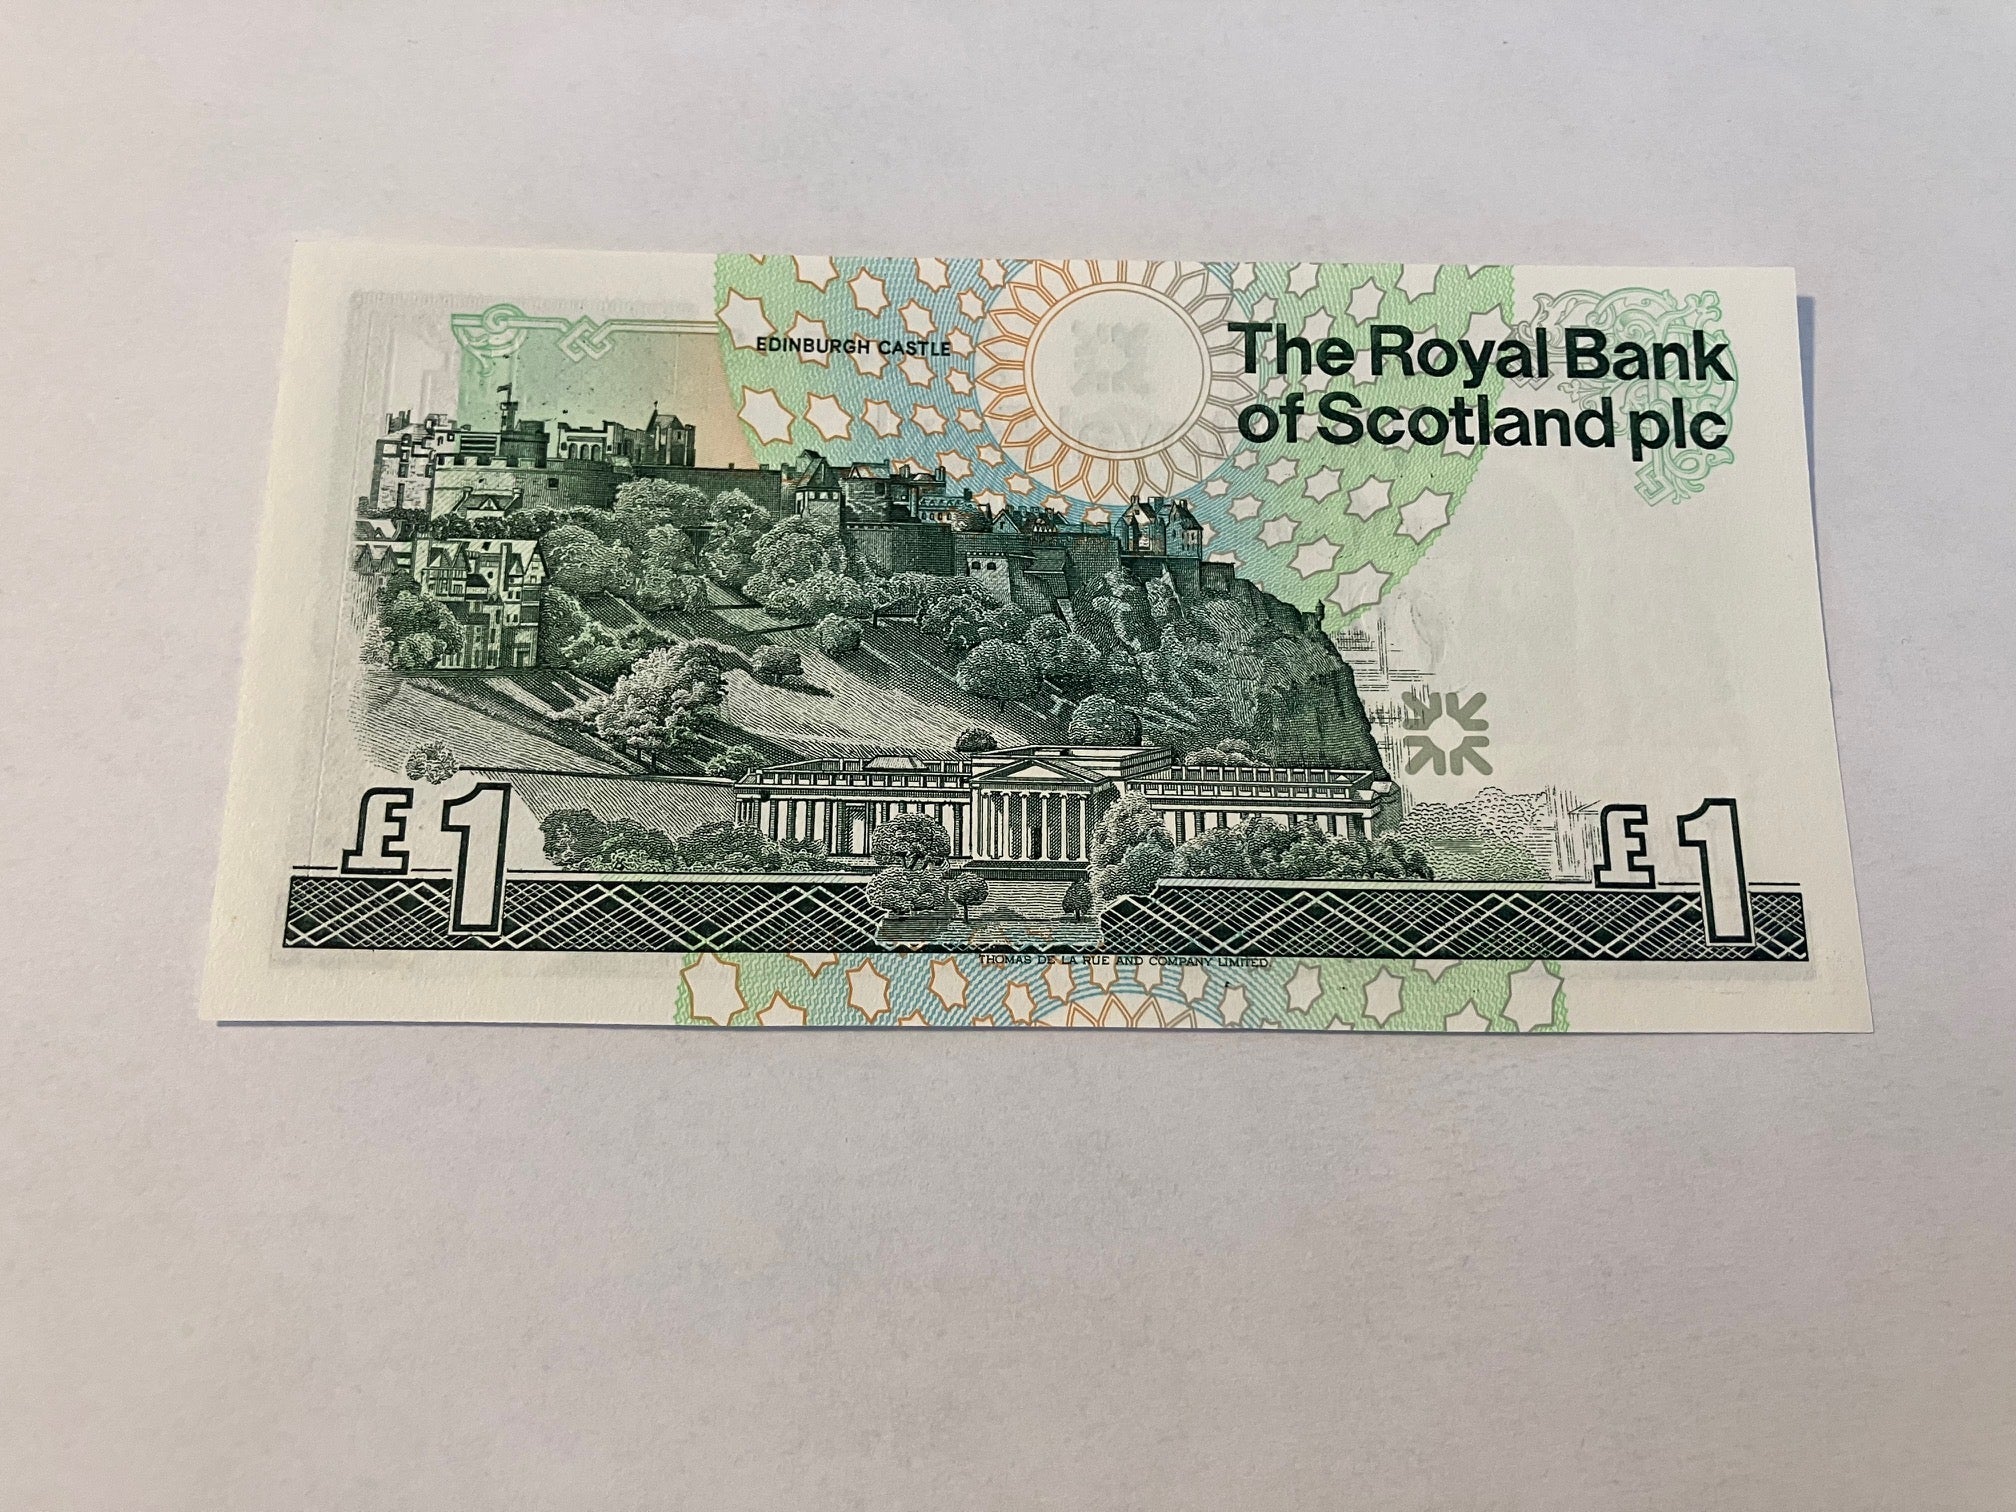 EDINBURGH CASTLE
The Royal Bank
of Scotland plc
£1
£1
THOMAS DE LA RUE AND COMPANY, LIMITED.